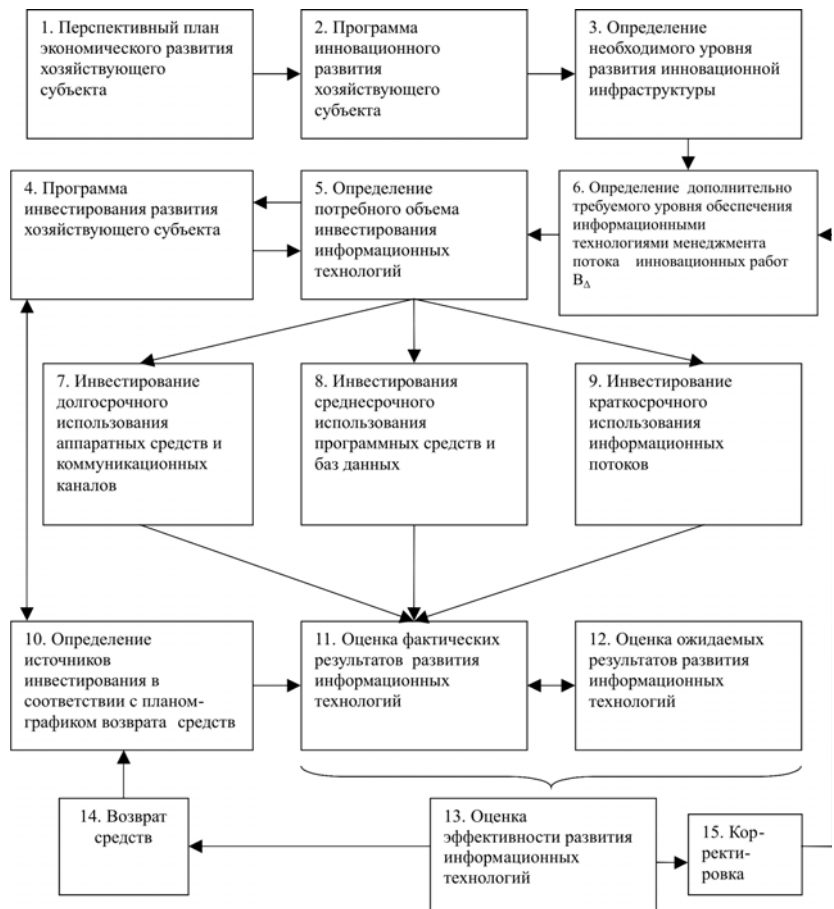 1. Перспективный план
экономического развития
хозяйствующего
субъекта
2. Программа
инновационного
развития
хозяйствующего
субъекта
3. Определение
необходимого уровня
развития инновационной
инфраструктуры
4. Программа
инвестирования развития
хозяйствующего субъекта
5. Определение
потребного объема
инвестирования
информационных
технологий
6. Определение дополнительно
требуемого уровня обеспечения
информационными
технологиями менеджмента
потока инновационных работ
BΔ
7. Инвестирование
долгосрочного
использования
аппаратных средств и
коммуникационных
каналов
8. Инвестирования
среднесрочного
использования
программных средств и
баз данных
9. Инвестирование
краткосрочного
использования
информационных
потоков
10. Определение
источников
инвестирования в
соответствии с планом-
графиком возврата средств
11. Оценка фактических
результатов развития
информационных
технологий
12. Оценка ожидаемых
результатов развития
информационных
технологий
14. Возврат
средств
13. Оценка
эффективности развития
информационных
технологий
15. Кор-
ректи-
ровка